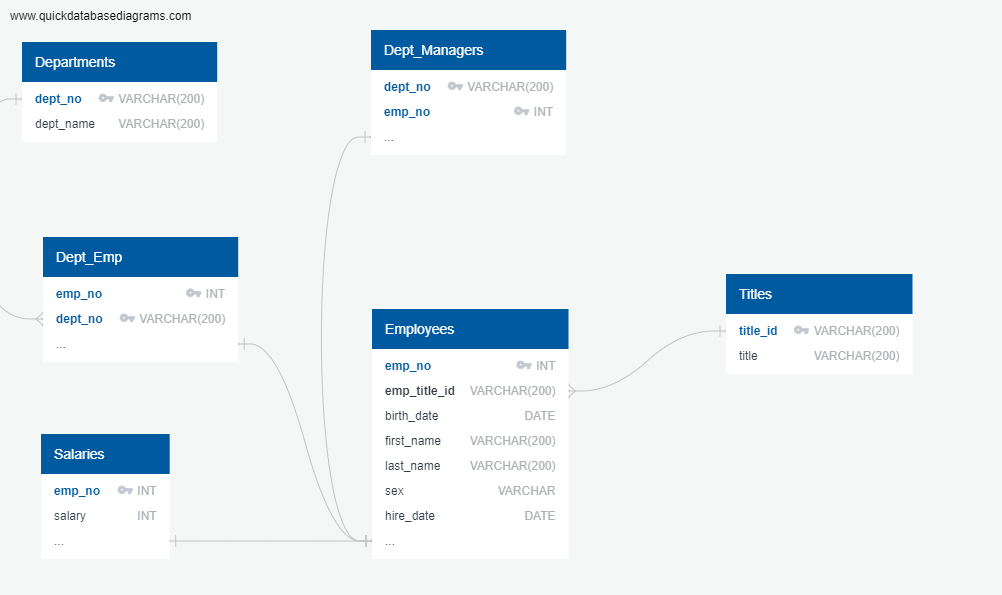 www.quickdatabasediagrams.com
Departments
dept_no VARCHAR(200)
dept_name VARCHAR(200)
Dept_Managers
dept_no VARCHAR(200)
emp_no INT
...
Dept_Emp
emp_no INT
dept_no VARCHAR(200)
...
Employees
emp_no INT
emp_title_id VARCHAR(200)
birth_date DATE
first_name VARCHAR(200)
last_name VARCHAR(200)
sex VARCHAR
hire_date DATE
...
Titles
title_id VARCHAR(200)
title VARCHAR(200)
Salaries
emp_no INT
salary INT
...